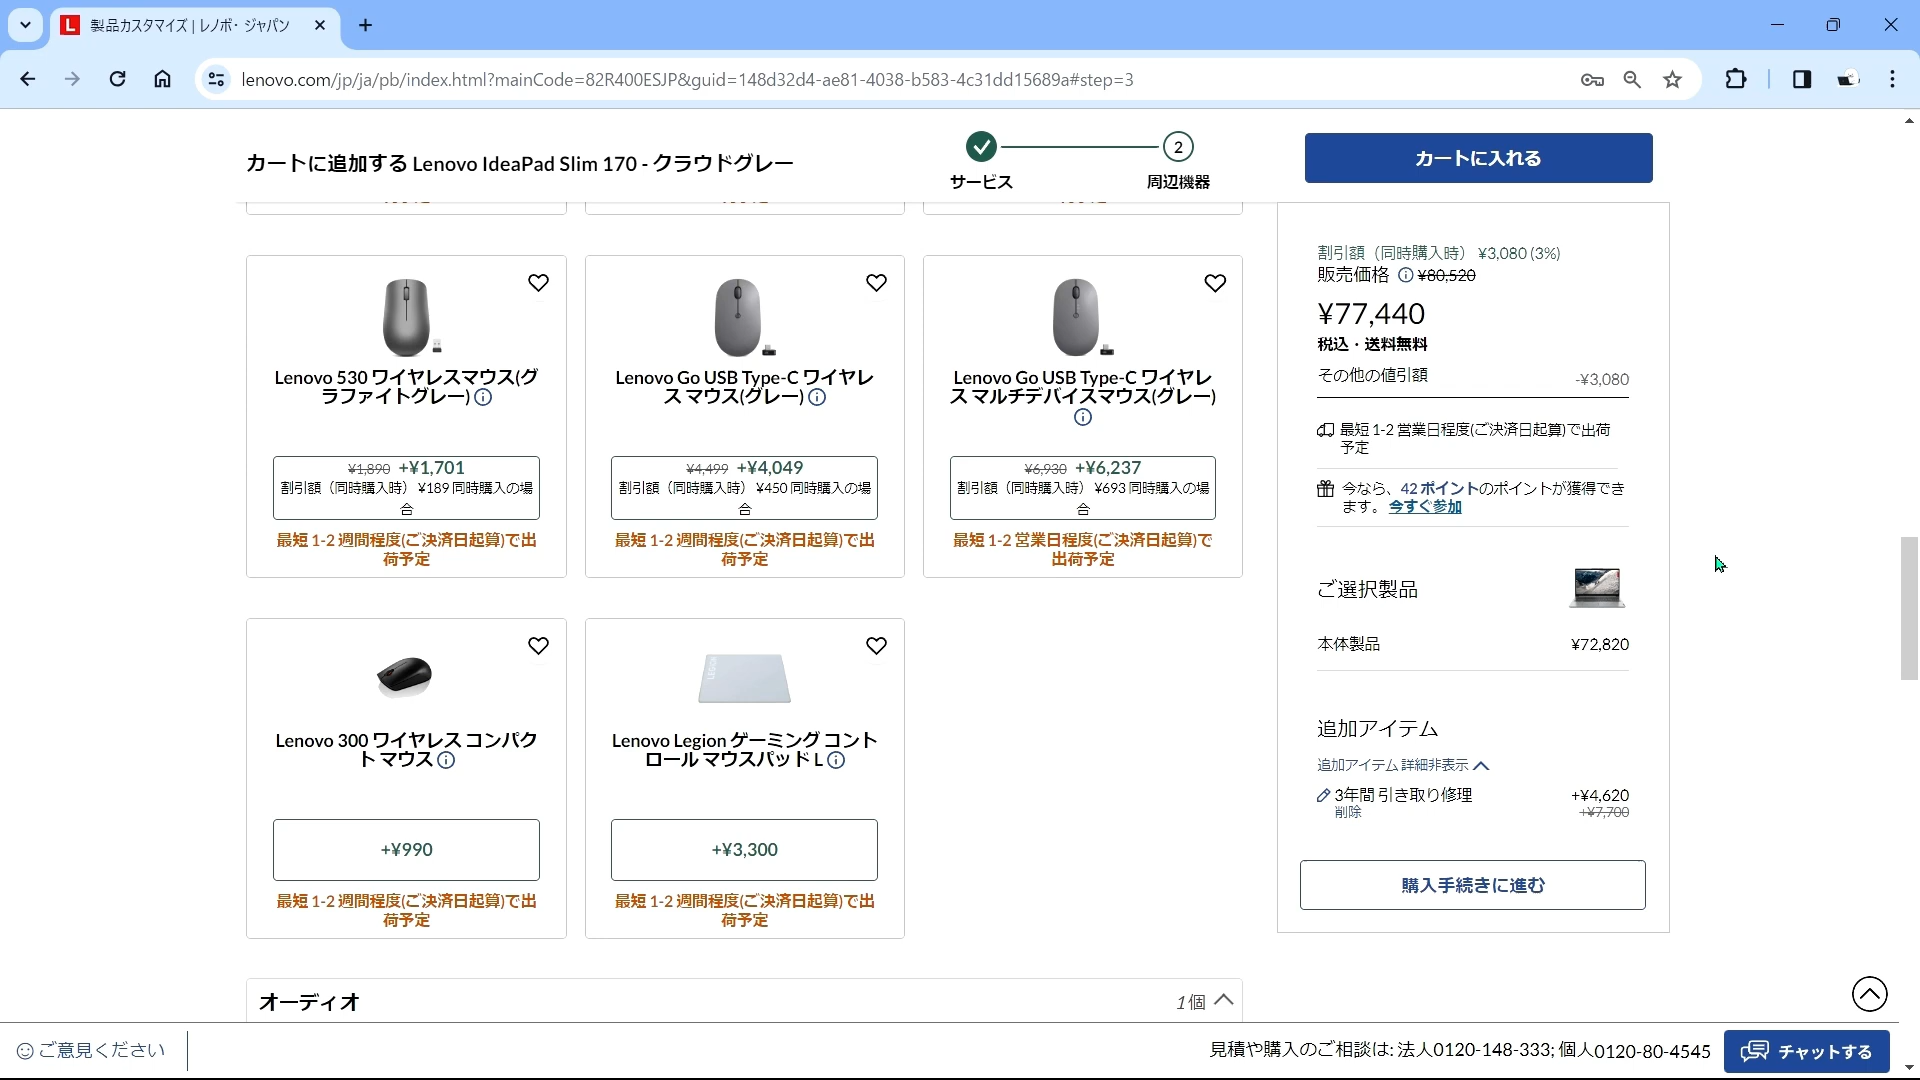 製品カスタマイズ | レノボ・ ジャパン
lenovo.com/jp/ja/pb/index.html?mainCode=82R400ESJP&guid=148d32d4-ae81-4038-b583-4c31dd15689a#step=3
カートに追加する Lenovo IdeaPad Slim 170 - クラウドグレー
サービス
2
周辺機器
カートに入れる
Lenovo 530 ワイヤレスマウス(グ
ラファイトグレー)
¥1,890 +¥1,701
割引額（同時購入時） ¥189 同時購入の場
合
最短 1-2 週間程度(ご決済日起算)で出
荷予定
Lenovo Go USB Type-C ワイヤレ
ス マウス(グレー)
¥4,499 +¥4,049
割引額（同時購入時） ¥450 同時購入の場
合
最短 1-2 週間程度(ご決済日起算)で出
荷予定
Lenovo Go USB Type-C ワイヤレ
ス マルチデバイスマウス(グレー)
¥6,930 +¥6,237
割引額（同時購入時） ¥693 同時購入の場
合
最短 1-2 営業日程度(ご決済日起算)で
出荷予定
Lenovo 300 ワイヤレス コンパク
ト マウス
+¥990
最短 1-2 週間程度(ご決済日起算)で出
荷予定
Lenovo Legion ゲーミング コント
ロール マウスパッド L
+¥3,300
最短 1-2 週間程度(ご決済日起算)で出
荷予定
オーディオ
1個
割引額（同時購入時） ¥3,080 (3%)
販売価格 ¥80,520
¥77,440
税込・送料無料
その他の値引額 -¥3,080
最短 1-2 営業日程度(ご決済日起算)で出荷
予定
今なら、42 ポイントのポイントが獲得でき
ます。 今すぐ参加
ご選択製品
本体製品 ¥72,820
追加アイテム
追加アイテム 詳細非表示
3年間 引き取り修理 +¥4,620
削除 +¥7,700
購入手続きに進む
ご意見ください
見積や購入のご相談は: 法人0120-148-333; 個人0120-80-4545
チャットする